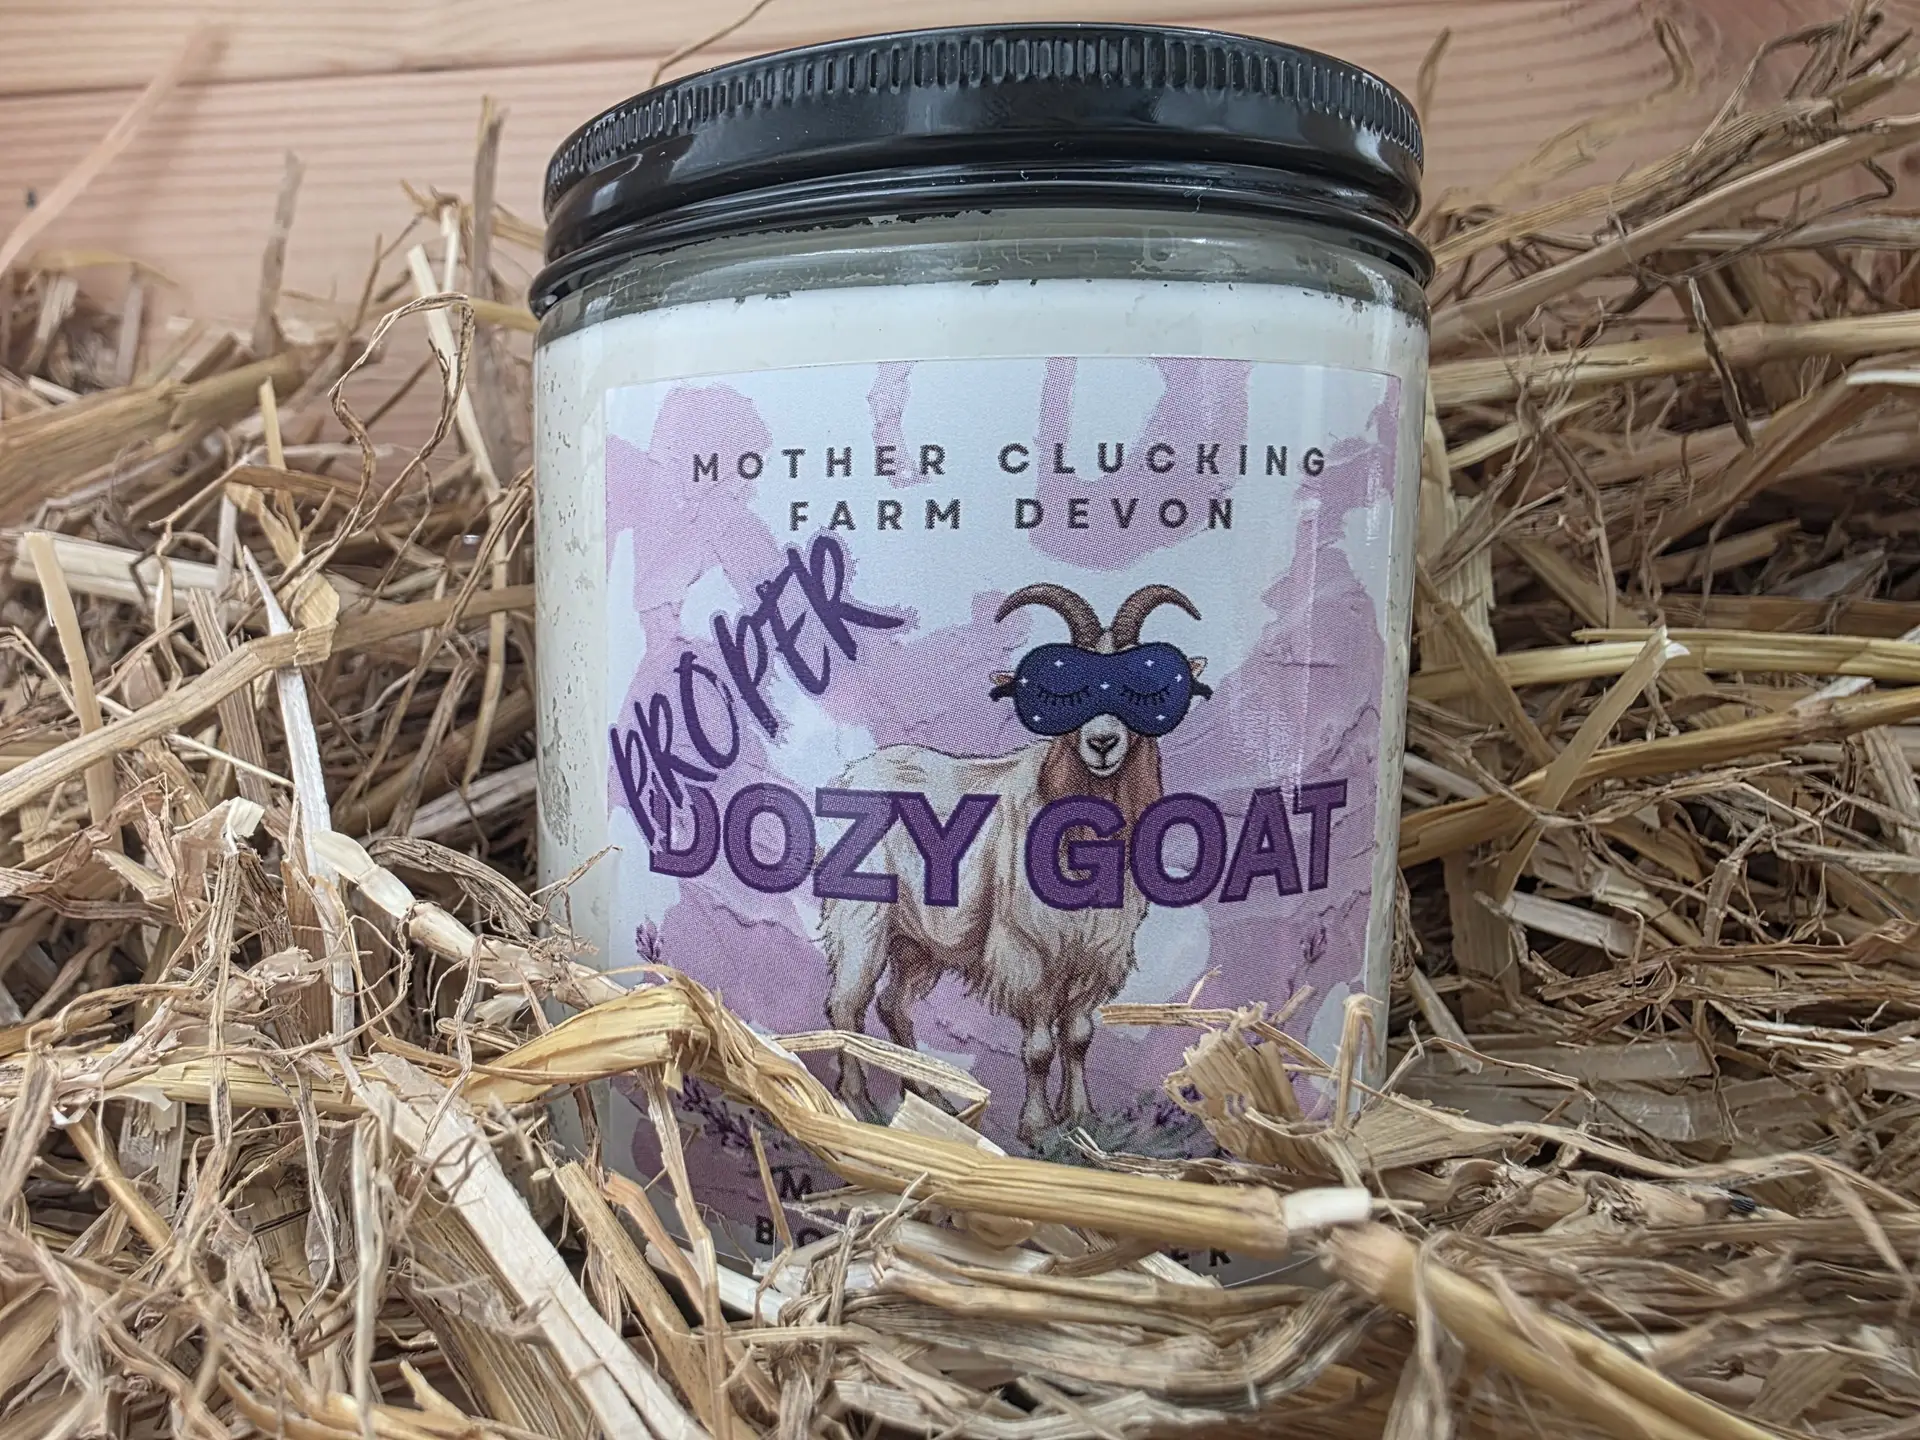 MOTHER CLUCKING
FARM DEVON
PROPER
DOZY GOAT